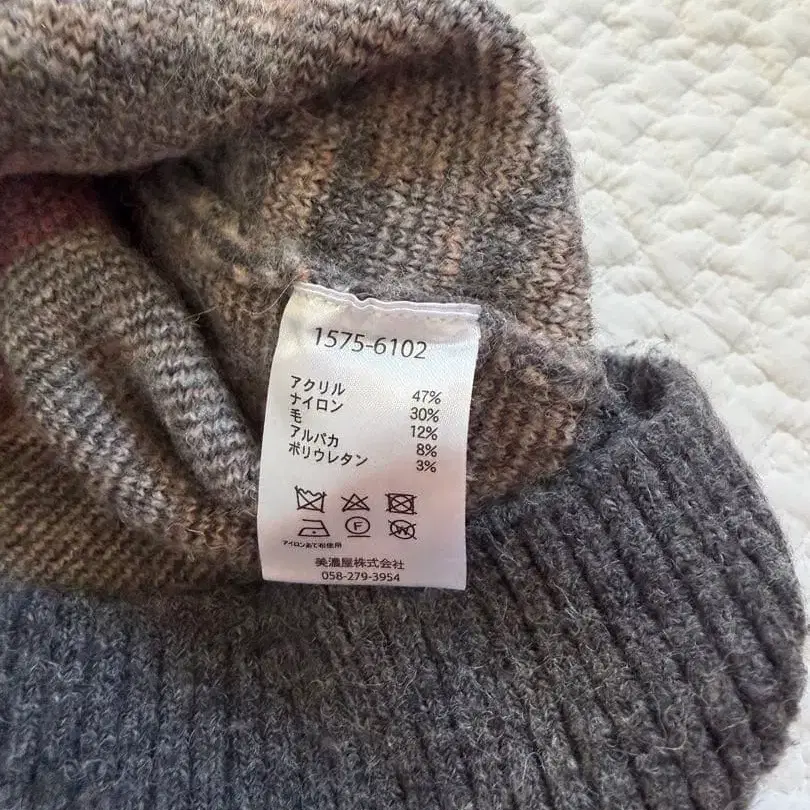 1575-6102
アクリル 47%
ナイロン 30%
毛 12%
アルパカ 8%
ポリウレタン 3%
F W
アイロンあて布使用
美濃屋株式会社
058-279-3954